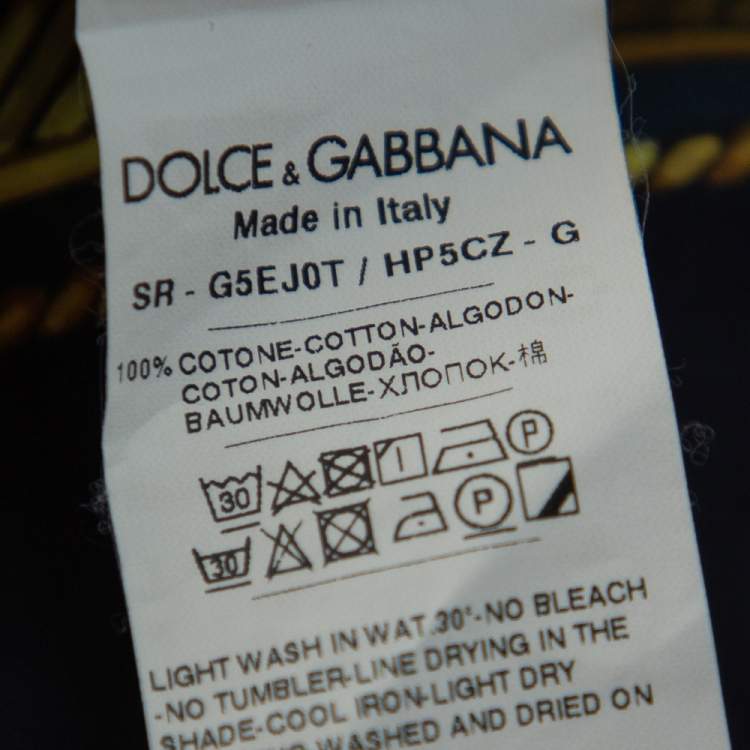 DOLCE & GABBANA
Made in Italy
SR - G5EJ0T / HP5CZ - G
100% COTONE-COTTON-ALGODON-
COTON-ALGODÃO-
BAUMWOLLE-ХЛОПОК-棉
30 P
30 P
LIGHT WASH IN WAT.30°-NO BLEACH
-NO TUMBLER-LINE DRYING IN THE
SHADE-COOL IRON-LIGHT DRY
WASHED AND DRIED ON